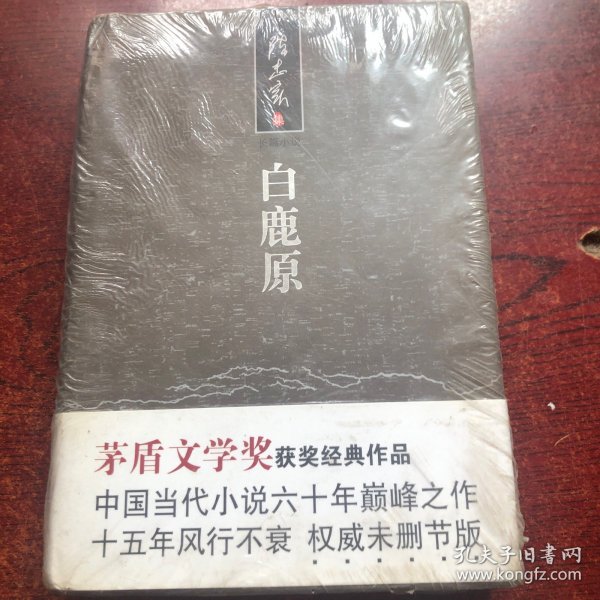 陈忠实
集
长篇小说
白鹿原
茅盾文学奖获奖经典作品
中国当代小说六十年巅峰之作
十五年风行不衰 权威未删节版
孔夫子旧书网
www.kongfz.com